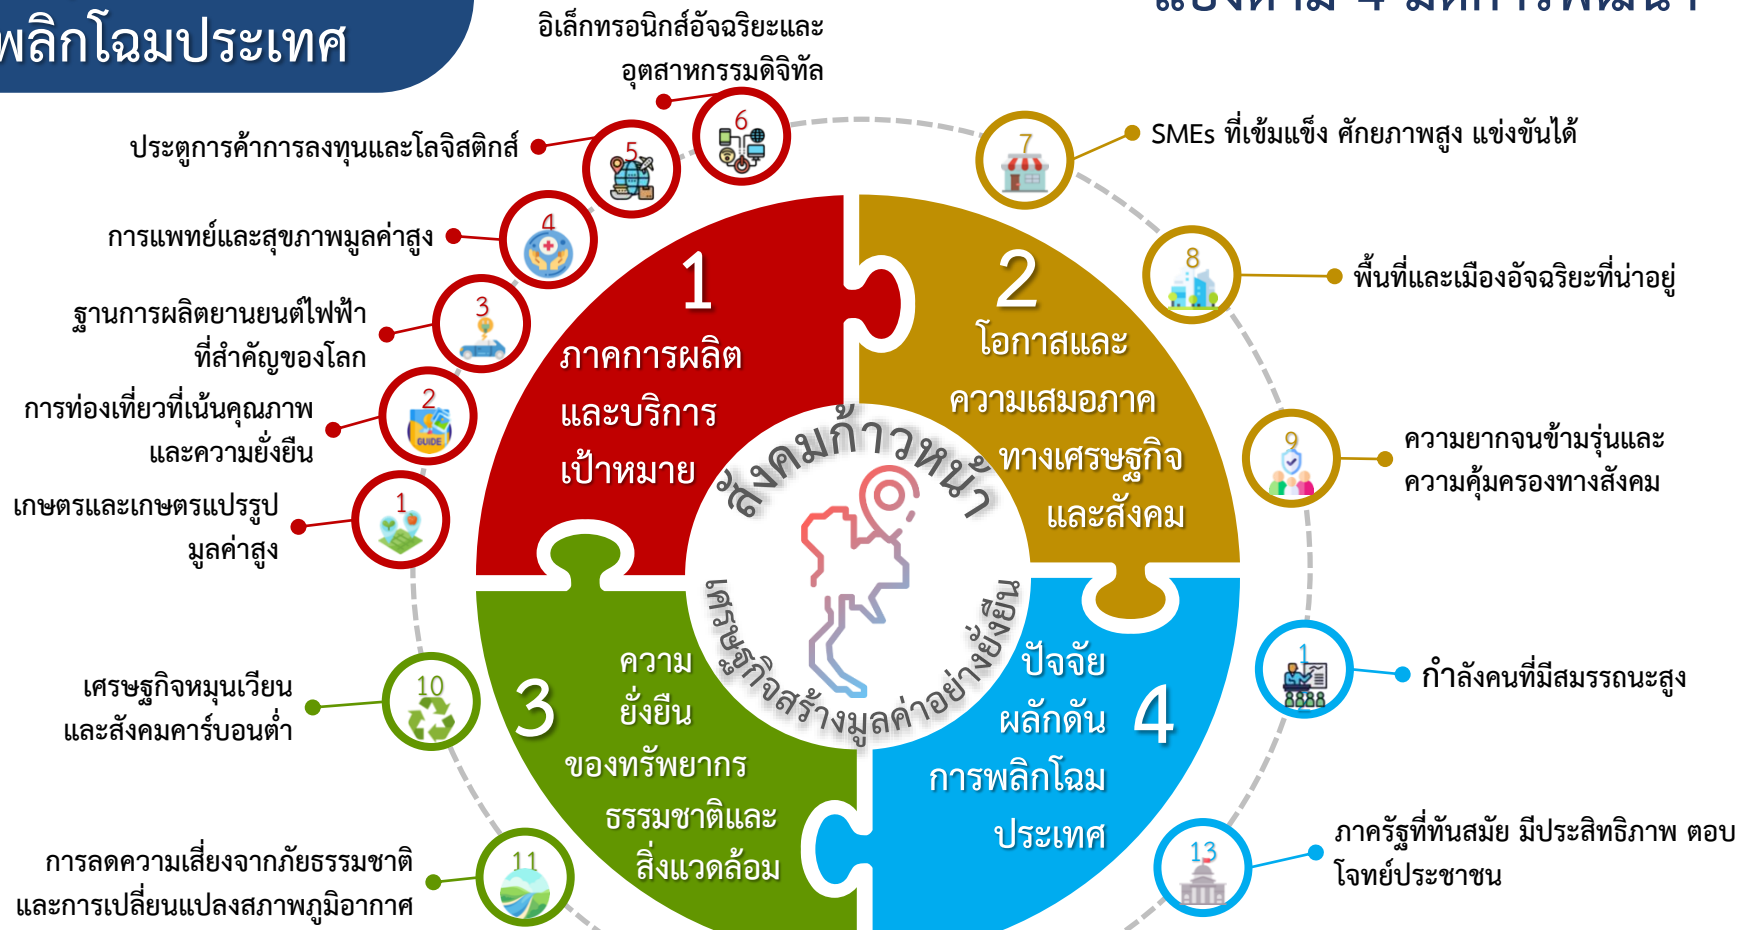 พลิกโฉมประเทศ
แบ่งตาม 4 มิติการพัฒนา
อิเล็กทรอนิกส์อัจฉริยะและ
อุตสาหกรรมดิจิทัล
6
ประตูการค้าการลงทุนและโลจิสติกส์
5
การแพทย์และสุขภาพมูลค่าสูง
4
ฐานการผลิตยานยนต์ไฟฟ้า
ที่สำคัญของโลก
3
การท่องเที่ยวที่เน้นคุณภาพ
และความยั่งยืน
2
GUIDE
เกษตรและเกษตรแปรรูป
มูลค่าสูง
1
7
SMEs ที่เข้มแข็ง ศักยภาพสูง แข่งขันได้
8
พื้นที่และเมืองอัจฉริยะที่น่าอยู่
9
ความยากจนข้ามรุ่นและ
ความคุ้มครองทางสังคม
1
ภาคการผลิต
และบริการ
เป้าหมาย
2
โอกาสและ
ความเสมอภาค
ทางเศรษฐกิจ
และสังคม
สังคมก้าวหน้า
เศรษฐกิจสร้างมูลค่าอย่างยั่งยืน
3
ความ
ยั่งยืน
ของทรัพยากร
ธรรมชาติและ
สิ่งแวดล้อม
4
ปัจจัย
ผลักดัน
การพลิกโฉม
ประเทศ
เศรษฐกิจหมุนเวียน
และสังคมคาร์บอนต่ำ
10
การลดความเสี่ยงจากภัยธรรมชาติ
และการเปลี่ยนแปลงสภาพภูมิอากาศ
11
1
กำลังคนที่มีสมรรถนะสูง
13
ภาครัฐที่ทันสมัย มีประสิทธิภาพ ตอบ
โจทย์ประชาชน